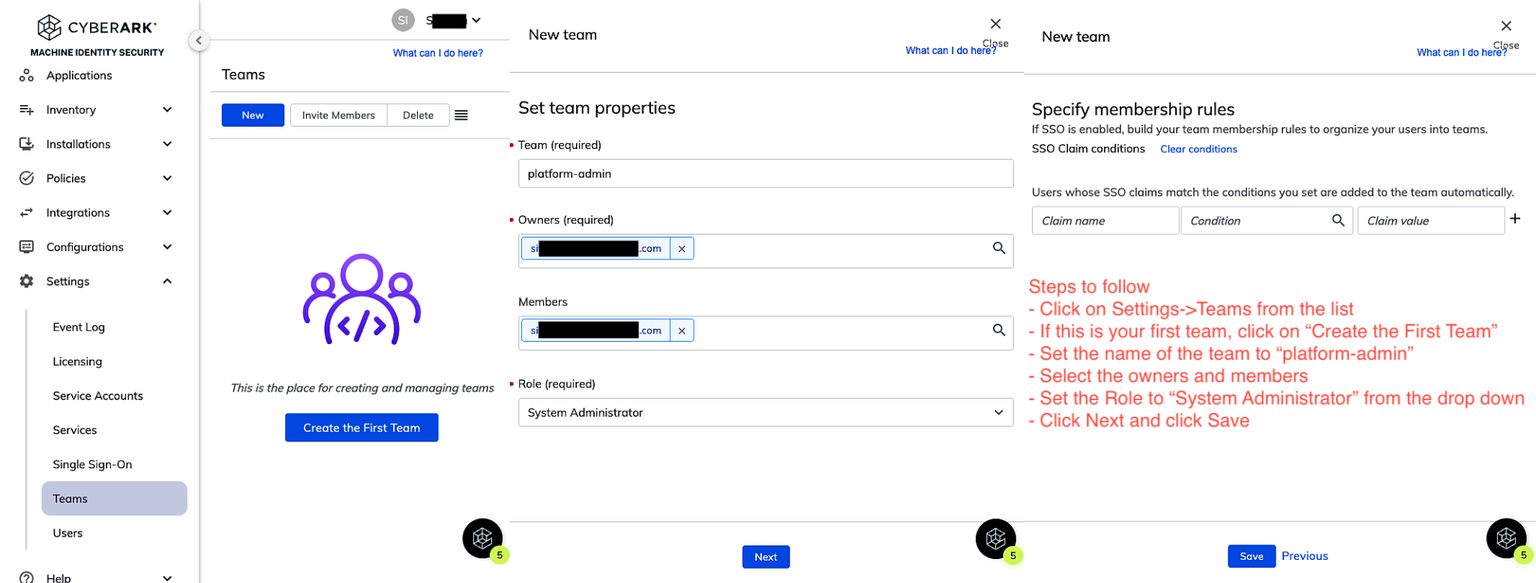 CYBERARK®
MACHINE IDENTITY SECURITY
Applications
Inventory
Installations
Policies
Integrations
Configurations
Settings
Event Log
Licensing
Service Accounts
Services
Single Sign-On
Teams
Users
Help
SI S
What can I do here?
Teams
New Invite Members Delete
</>
This is the place for creating and managing teams
Create the First Team
5
New team
Close
What can I do here?
Set team properties
Team (required)
platform-admin
Owners (required)
si .com ×
Members
si .com ×
Role (required)
System Administrator
Next
5
New team
Close
What can I do here?
Specify membership rules
If SSO is enabled, build your team membership rules to organize your users into teams.
SSO Claim conditions Clear conditions
Users whose SSO claims match the conditions you set are added to the team automatically.
Claim name Condition Claim value +
Steps to follow
- Click on Settings->Teams from the list
- If this is your first team, click on “Create the First Team”
- Set the name of the team to “platform-admin”
- Select the owners and members
- Set the Role to “System Administrator” from the drop down
- Click Next and click Save
Save Previous
5